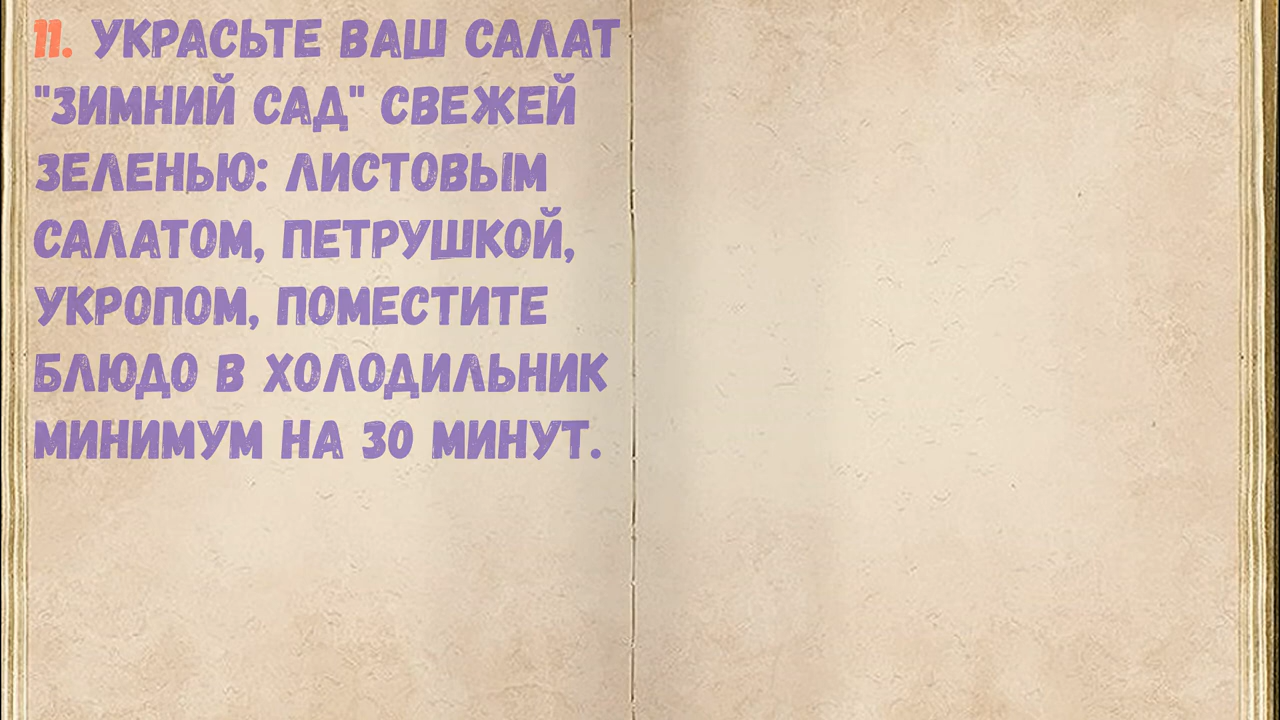 11. УКРАСЬТЕ ВАШ САЛАТ
"ЗИМНИЙ САД" СВЕЖЕЙ
ЗЕЛЕНЬЮ: ЛИСТОВЫМ
САЛАТОМ, ПЕТРУШКОЙ,
УКРОПОМ, ПОМЕСТИТЕ
БЛЮДО В ХОЛОДИЛЬНИК
МИНИМУМ НА 30 МИНУТ.